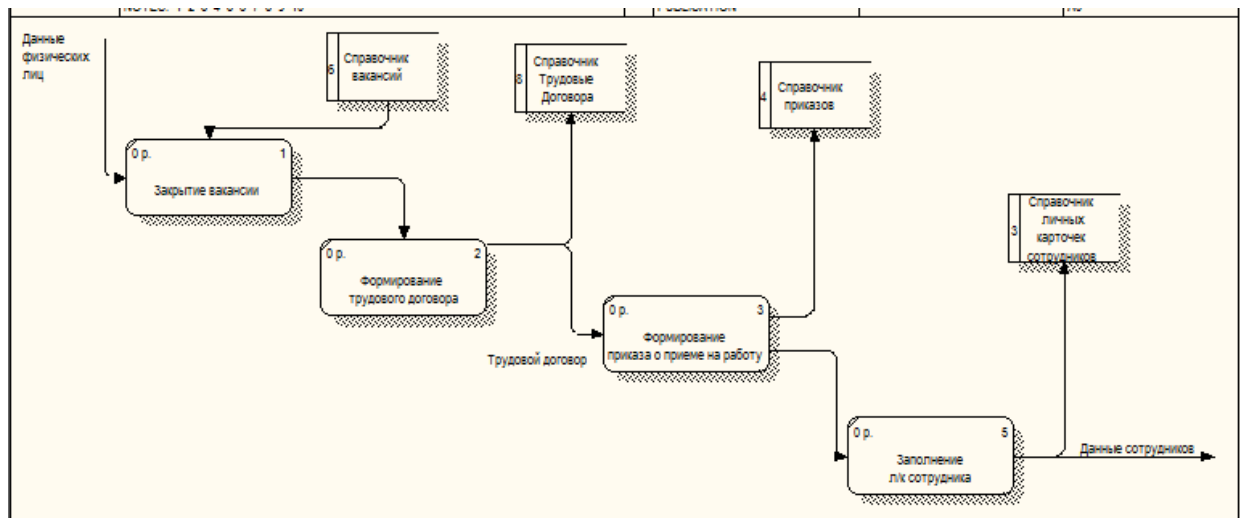 Данные
физических
лиц
6
Справочник
вакансий
8
Справочник
Трудовые
Договора
4
Справочник
приказов
0 р.
1
Закрытие вакансии
3
Справочник
личных
карточек
сотрудников
0 р.
2
Формирование
трудового договора
0 р.
3
Формирование
приказа о приеме на работу
Трудовой договор
0 р.
5
Заполнение
л/к сотрудника
Данные сотрудников